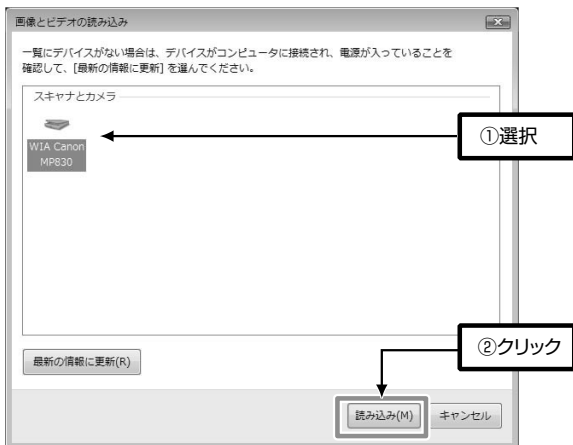 画像とビデオの読み込み
一覧にデバイスがない場合は、デバイスがコンピュータに接続され、電源が入っていることを
確認して、[最新の情報に更新] を選んでください。
スキャナとカメラ
WIA Canon
MP830
①選択
②クリック
最新の情報に更新(R)
読み込み(M)
キャンセル